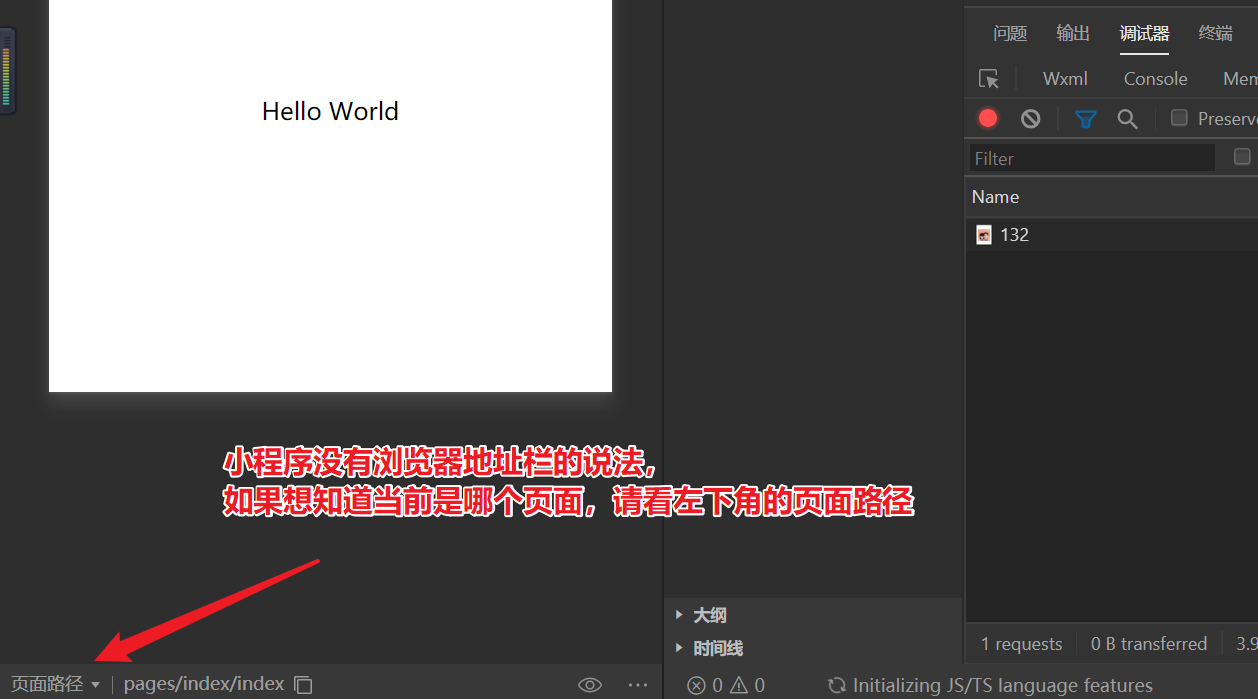 Hello World
小程序没有浏览器地址栏的说法，
如果想知道当前是哪个页面，请看左下角的页面路径
页面路径 pages/index/index
大纲
时间线
0 0
Initializing JS/TS language features
问题 输出 调试器 终端
Wxml Console Mem
Preserv
Filter
Name
132
1 requests 0 B transferred 3.9